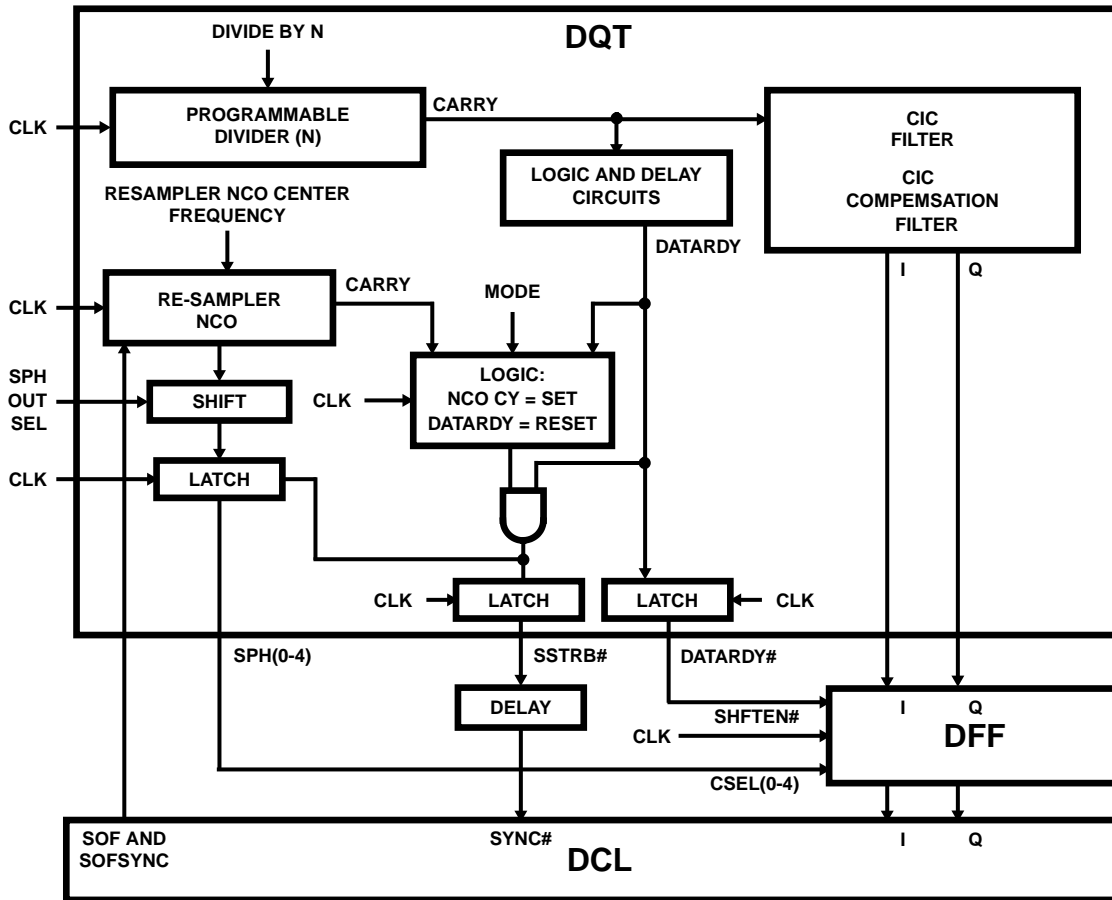 DIVIDE BY N
DQT
CLK
PROGRAMMABLE
DIVIDER (N)
CARRY
CIC
FILTER
CIC
COMPEMSATION
FILTER
LOGIC AND DELAY
CIRCUITS
RESAMPLER NCO CENTER
FREQUENCY
DATARDY
I
Q
CLK
RE-SAMPLER
NCO
CARRY
MODE
SPH
OUT
SEL
SHIFT
CLK
LOGIC:
NCO CY = SET
DATARDY = RESET
CLK
LATCH
CLK
LATCH
LATCH
CLK
SPH(0-4)
SSTRB#
DATARDY#
DELAY
SHFTEN#
CLK
CSEL(0-4)
I
Q
DFF
SOF AND
SOFSYNC
SYNC#
DCL
I
Q